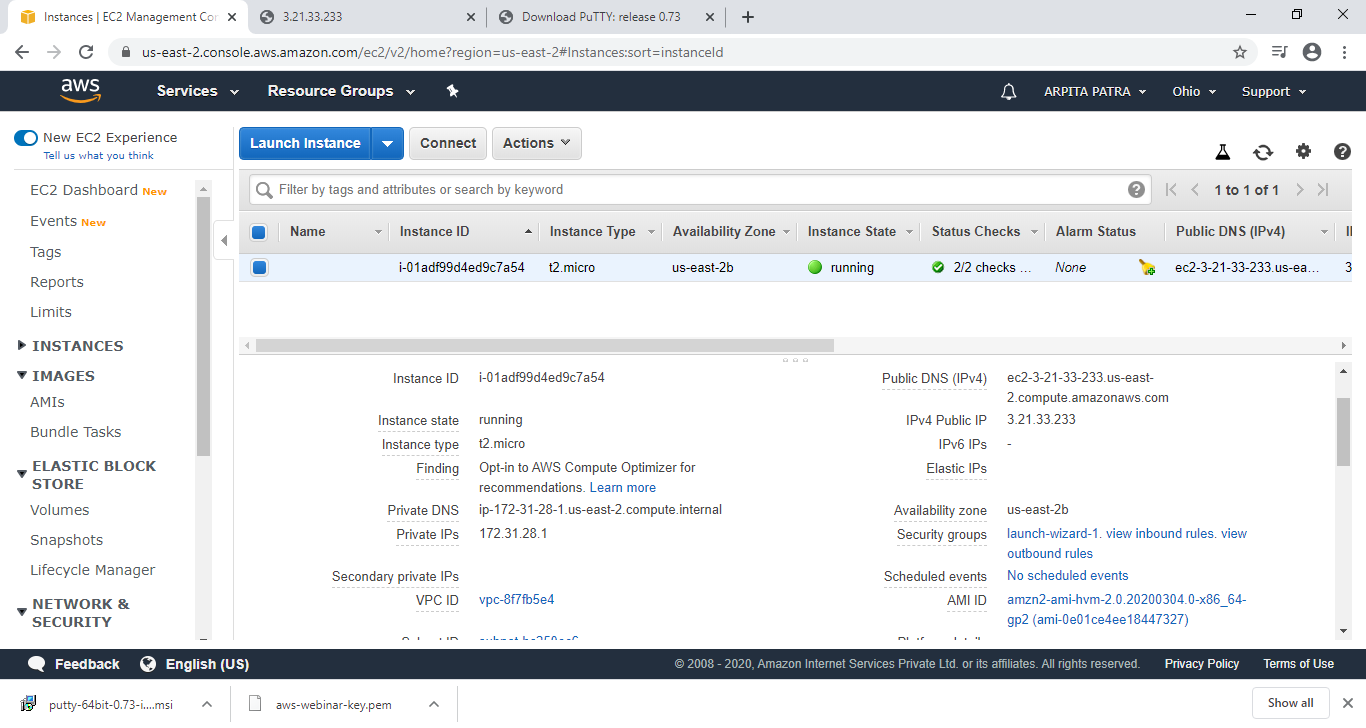 Instances | EC2 Management Con
3.21.33.233
Download PuTTY: release 0.73
us-east-2.console.aws.amazon.com/ec2/v2/home?region=us-east-2#Instances:sort=instanceId
aws
Services
Resource Groups
ARPITA PATRA
Ohio
Support
New EC2 Experience
Tell us what you think
EC2 Dashboard New
Events New
Tags
Reports
Limits
INSTANCES
IMAGES
AMIs
Bundle Tasks
ELASTIC BLOCK
STORE
Volumes
Snapshots
Lifecycle Manager
NETWORK &
SECURITY
Launch Instance
Connect
Actions
Filter by tags and attributes or search by keyword
1 to 1 of 1
Name Instance ID Instance Type Availability Zone Instance State Status Checks Alarm Status Public DNS (IPv4)
i-01adf99d4ed9c7a54 t2.micro us-east-2b running 2/2 checks ... None ec2-3-21-33-233.us-ea... 3
Instance ID i-01adf99d4ed9c7a54
Instance state running
Instance type t2.micro
Finding Opt-in to AWS Compute Optimizer for
recommendations. Learn more
Private DNS ip-172-31-28-1.us-east-2.compute.internal
Private IPs 172.31.28.1
Secondary private IPs
VPC ID vpc-8f7fb5e4
Public DNS (IPv4) ec2-3-21-33-233.us-east-
2.compute.amazonaws.com
IPv4 Public IP 3.21.33.233
IPv6 IPs -
Elastic IPs
Availability zone us-east-2b
Security groups launch-wizard-1. view inbound rules. view
outbound rules
Scheduled events No scheduled events
AMI ID amzn2-ami-hvm-2.0.20200304.0-x86_64-
gp2 (ami-0e01ce4ee18447327)
Feedback
English (US)
© 2008 - 2020, Amazon Internet Services Private Ltd. or its affiliates. All rights reserved.
Privacy Policy
Terms of Use
putty-64bit-0.73-i....msi
aws-webinar-key.pem
Show all